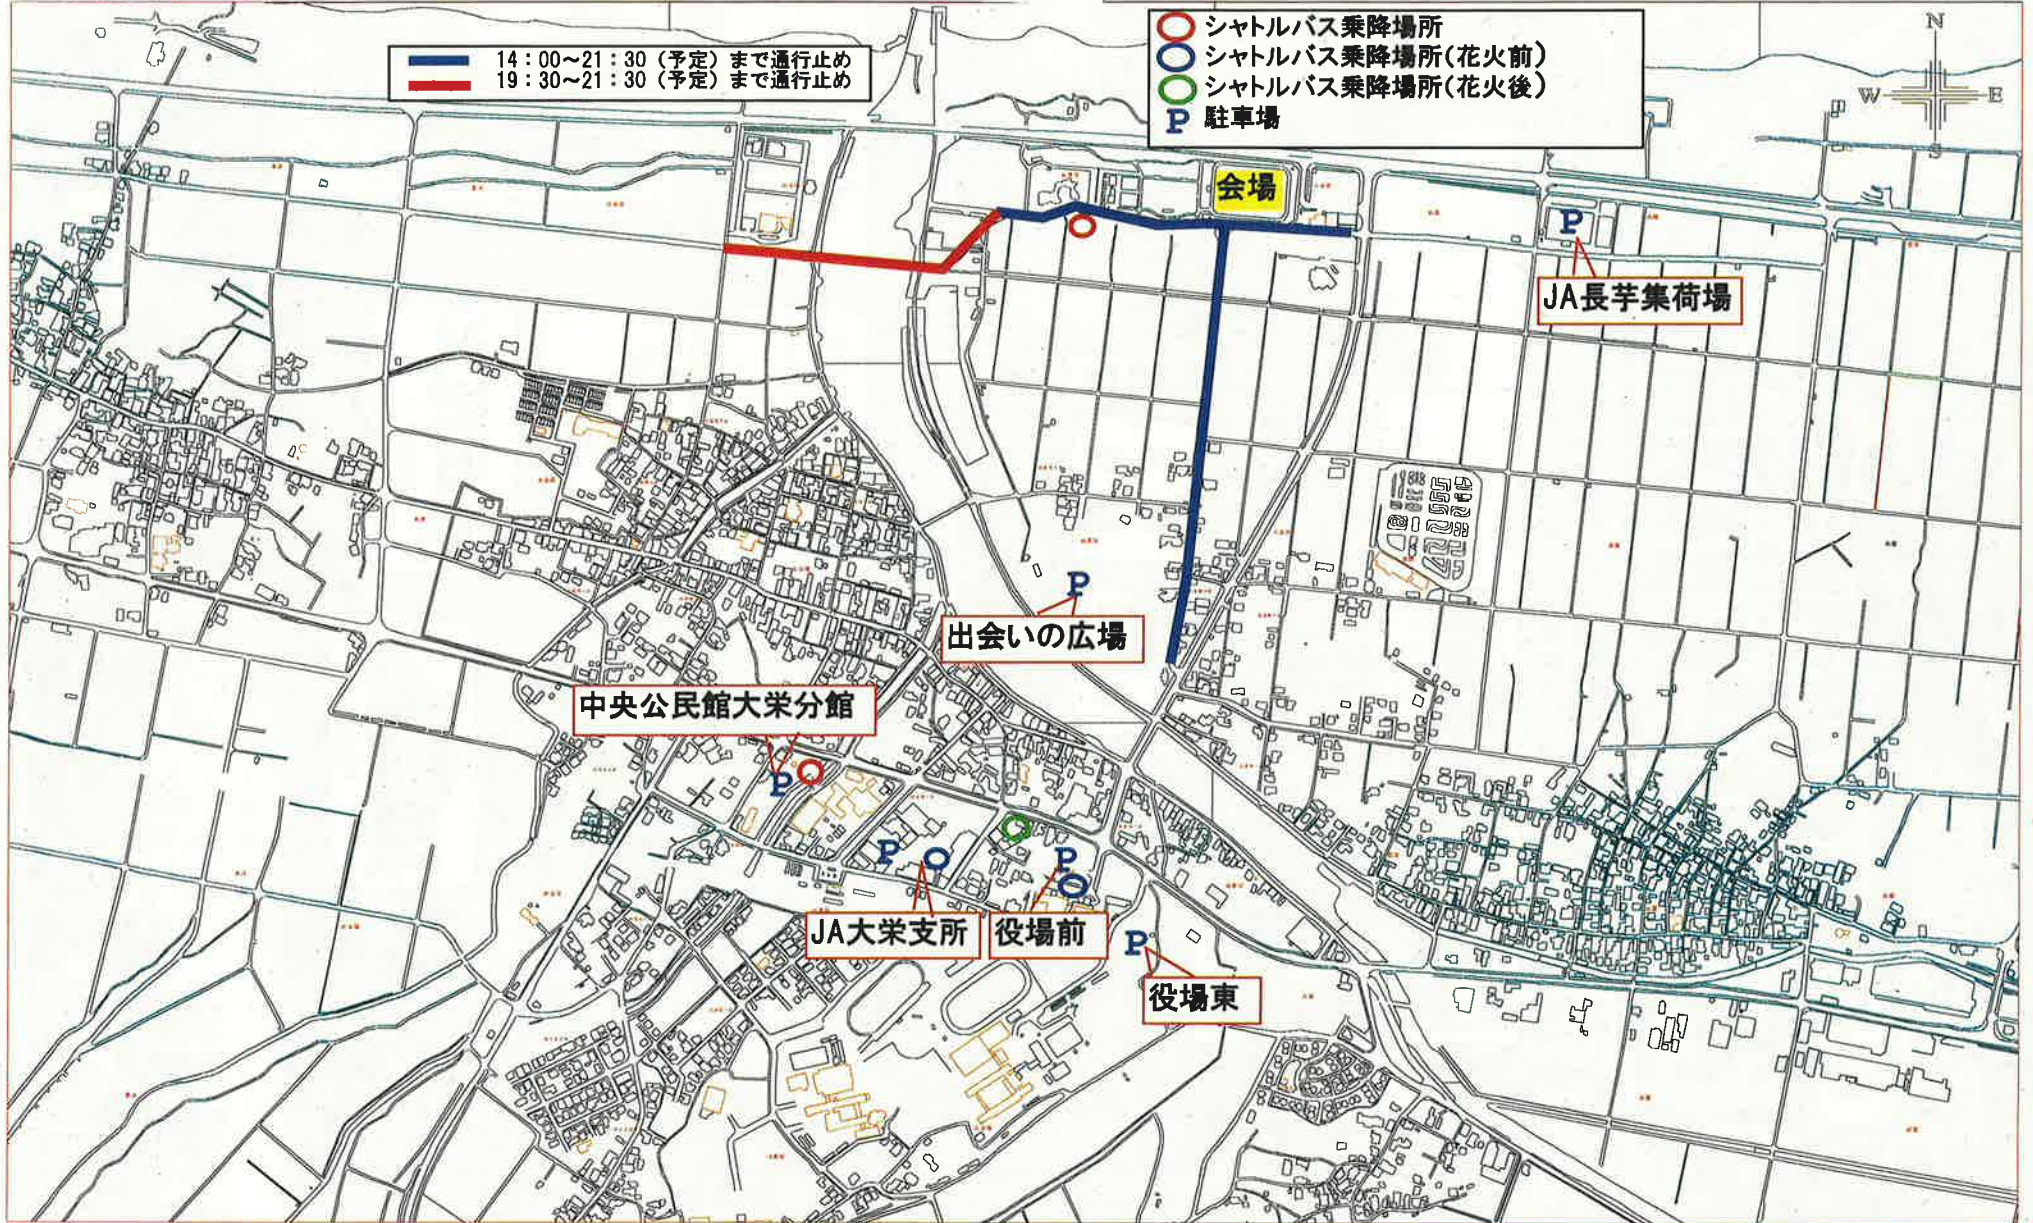 14：00～21：30（予定）まで通行止め
19：30～21：30（予定）まで通行止め
シャトルバス乗降場所
シャトルバス乗降場所（花火前）
シャトルバス乗降場所（花火後）
P 駐車場
N
W E
S
会場
P
JA長芋集荷場
P
出会いの広場
中央公民館大栄分館
P
P
P
JA大栄支所
役場前
P
役場東